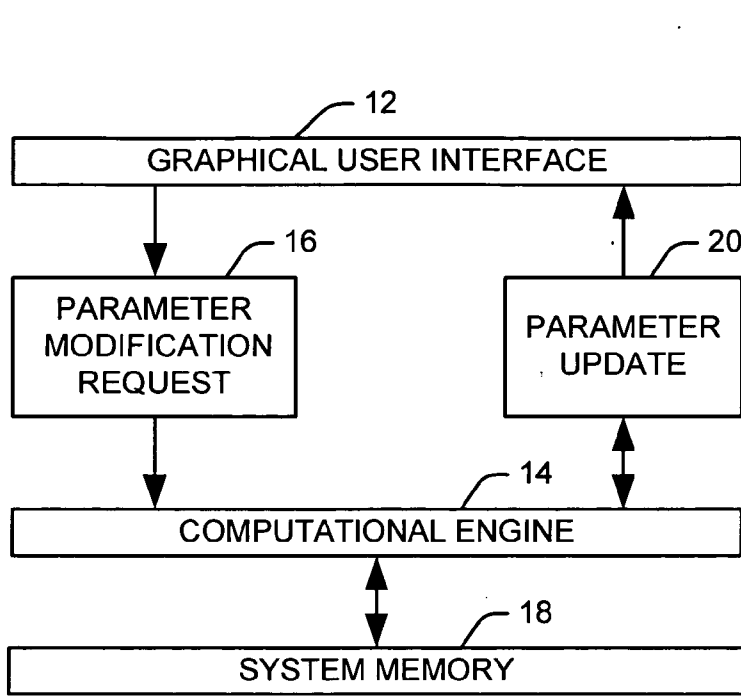 12
GRAPHICAL USER INTERFACE
16
20
PARAMETER
MODIFICATION
REQUEST
PARAMETER
UPDATE
14
COMPUTATIONAL ENGINE
18
SYSTEM MEMORY